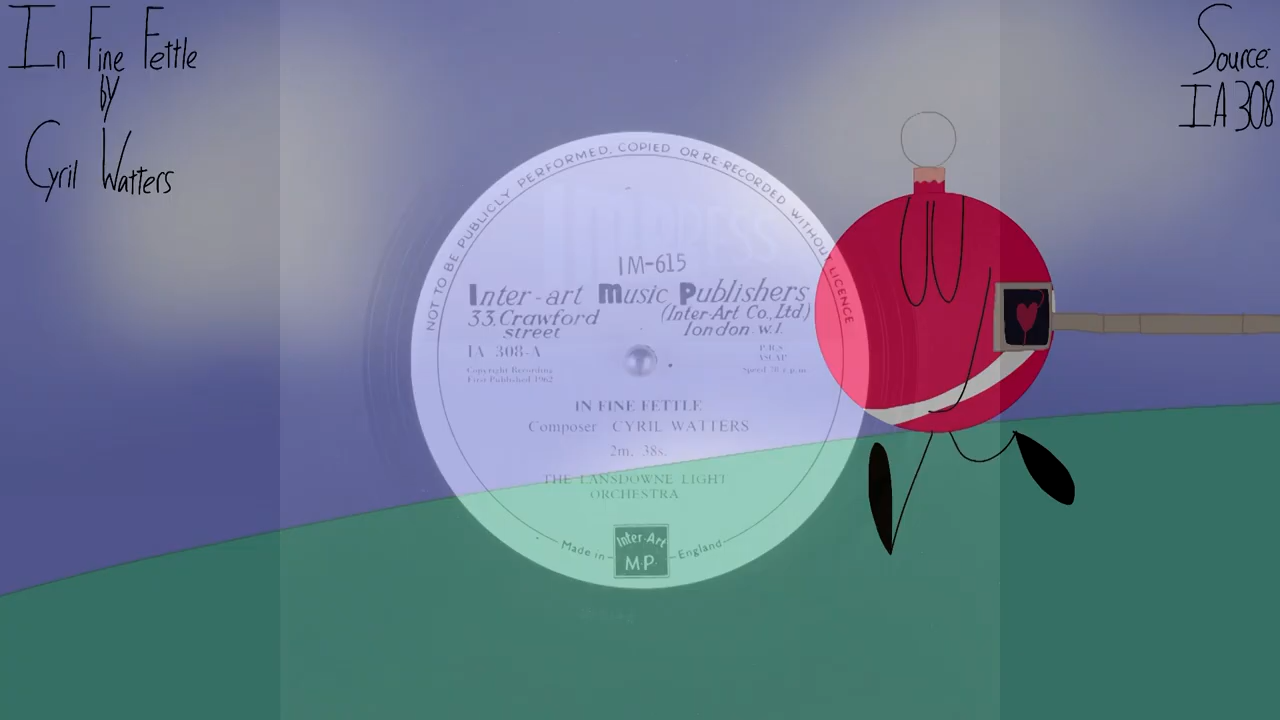 In Fine Fettle
by
Cyril Watters
Source:
IA 308
NOT TO BE PUBLICLY PERFORMED, COPIED OR RE-RECORDED WITHOUT LICENCE
IM-615
Inter-art Music Publishers
33, Crawford street
(Inter-Art Co., Ltd.)
london. w.1.
IA 308-A
Copyright Recording
First Published 1962
P.R.S.
ASCAP
Speed 78 r.p.m.
IN FINE FETTLE
Composer CYRIL WATTERS
2m. 38s.
THE LANSDOWNE LIGHT
ORCHESTRA
Made in England
Inter-Art
M.P.